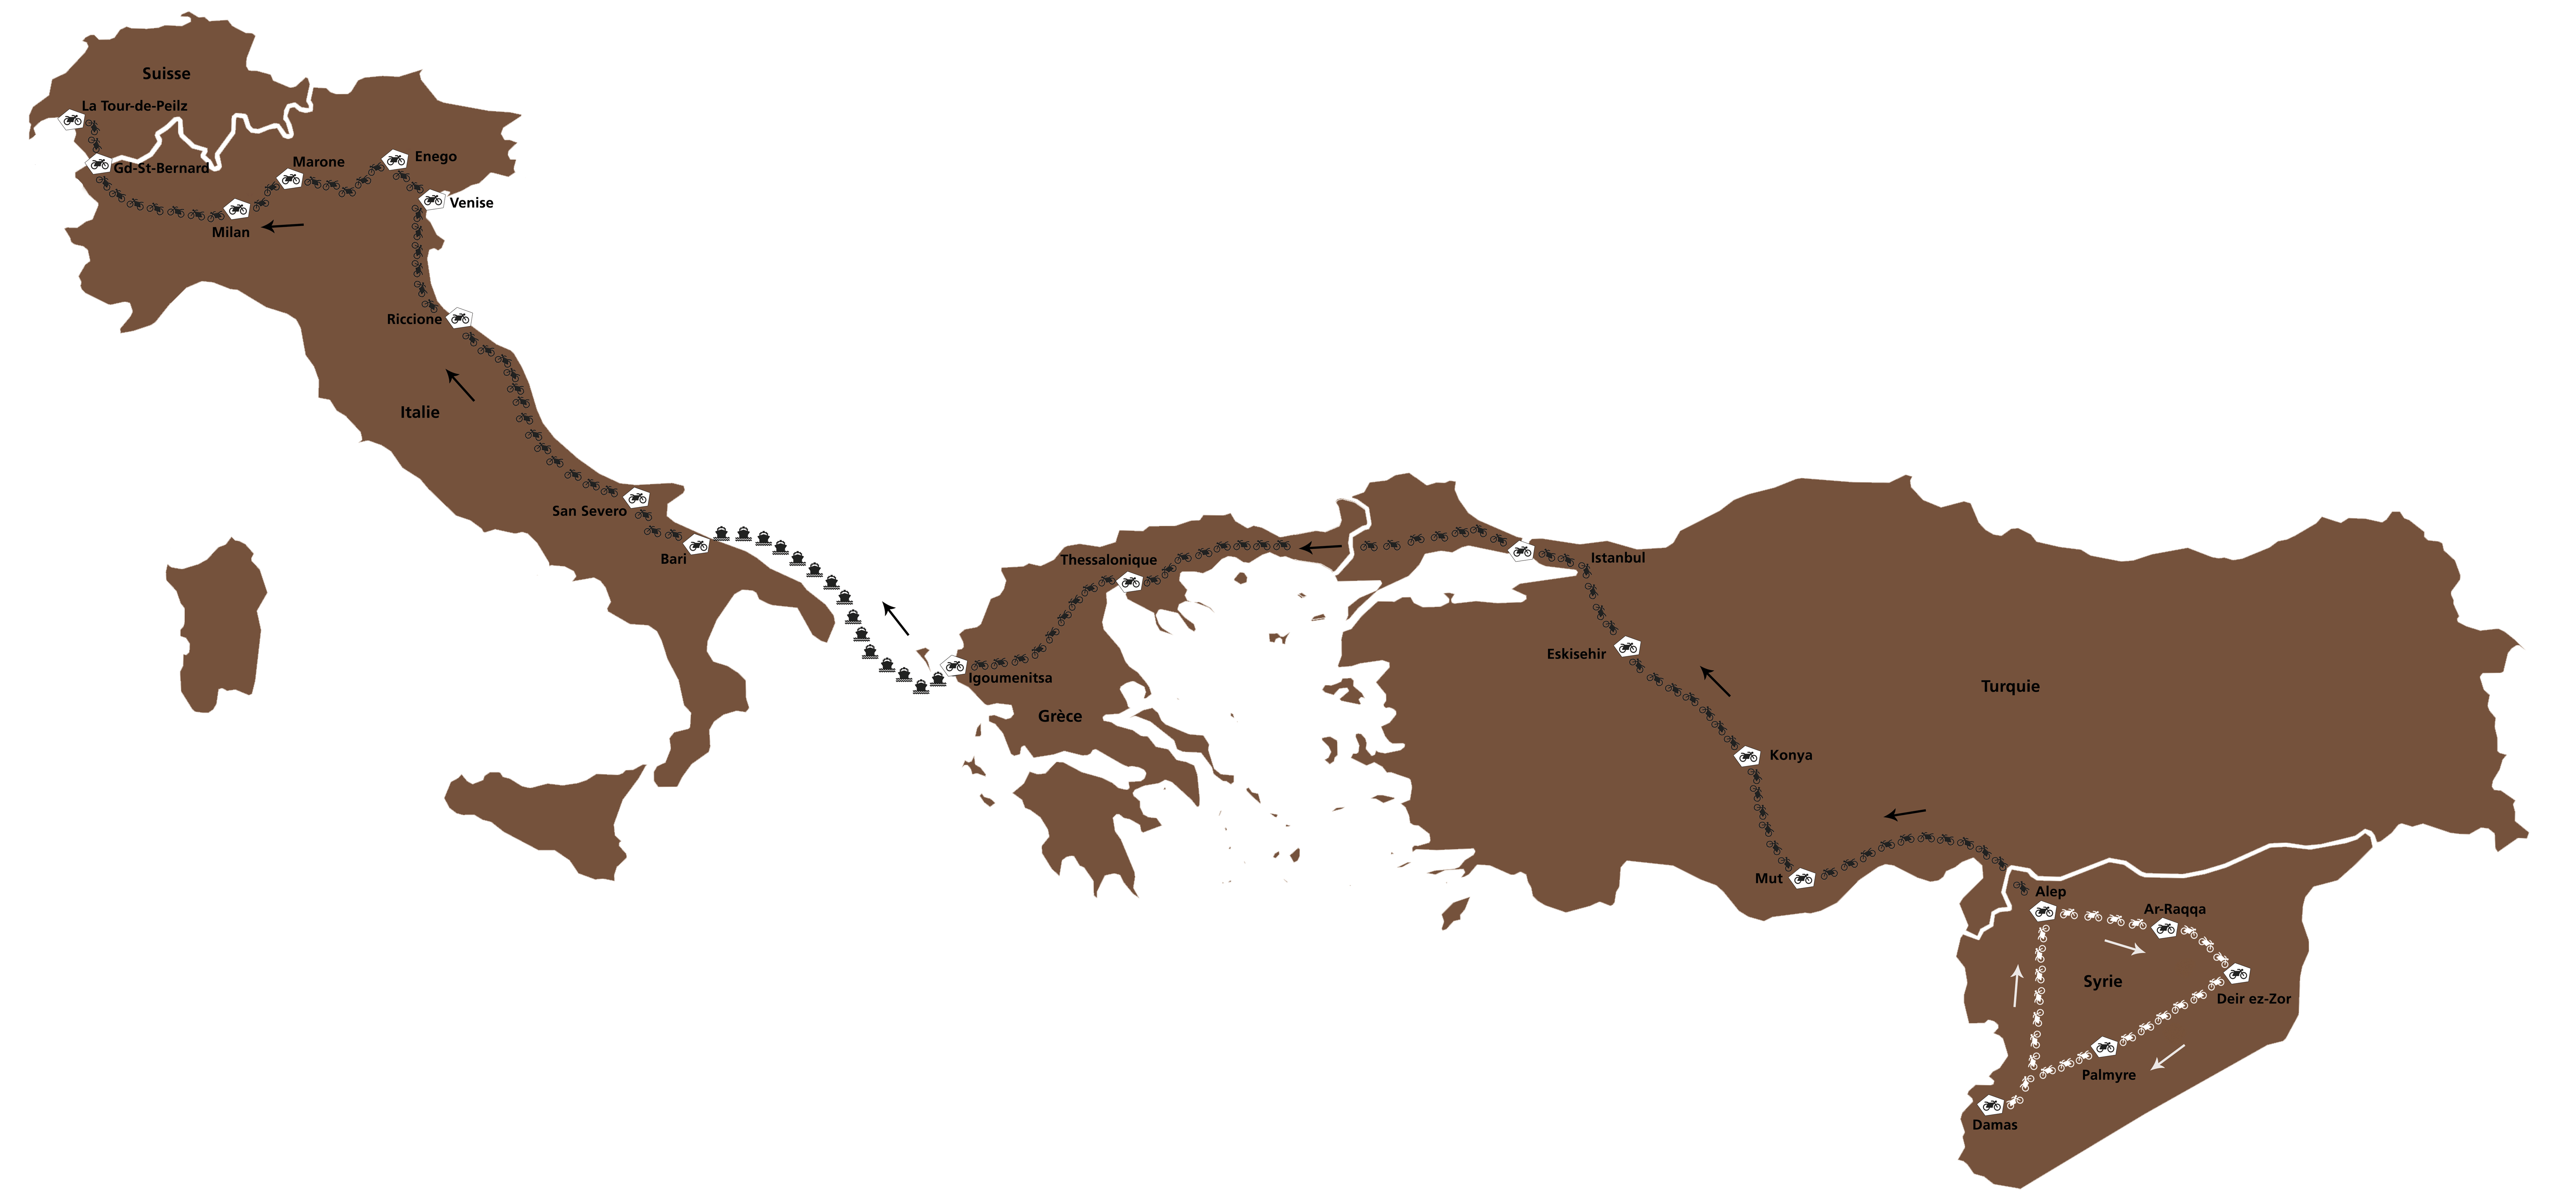 Suisse
La Tour-de-Peilz
Gd-St-Bernard
Marone
Enego
Venise
Milan
Riccione
Italie
San Severo
Bari
Thessalonique
Igoumenitsa
Grèce
Istanbul
Eskisehir
Turquie
Konya
Mut
Alep
Ar-Raqqa
Syrie
Deir ez-Zor
Palmyre
Damas